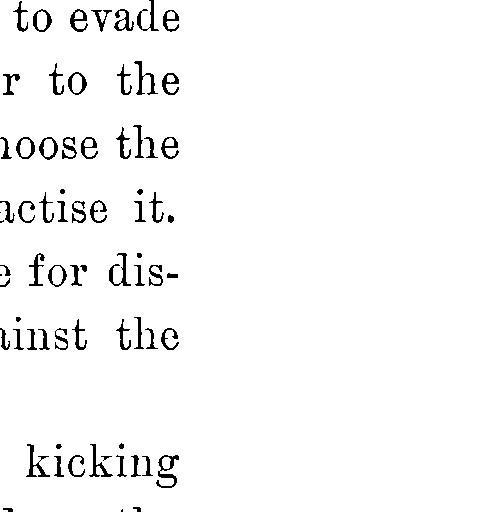 to evade
r to the
hoose the
actise it.
e for dis-
ainst the
kicking